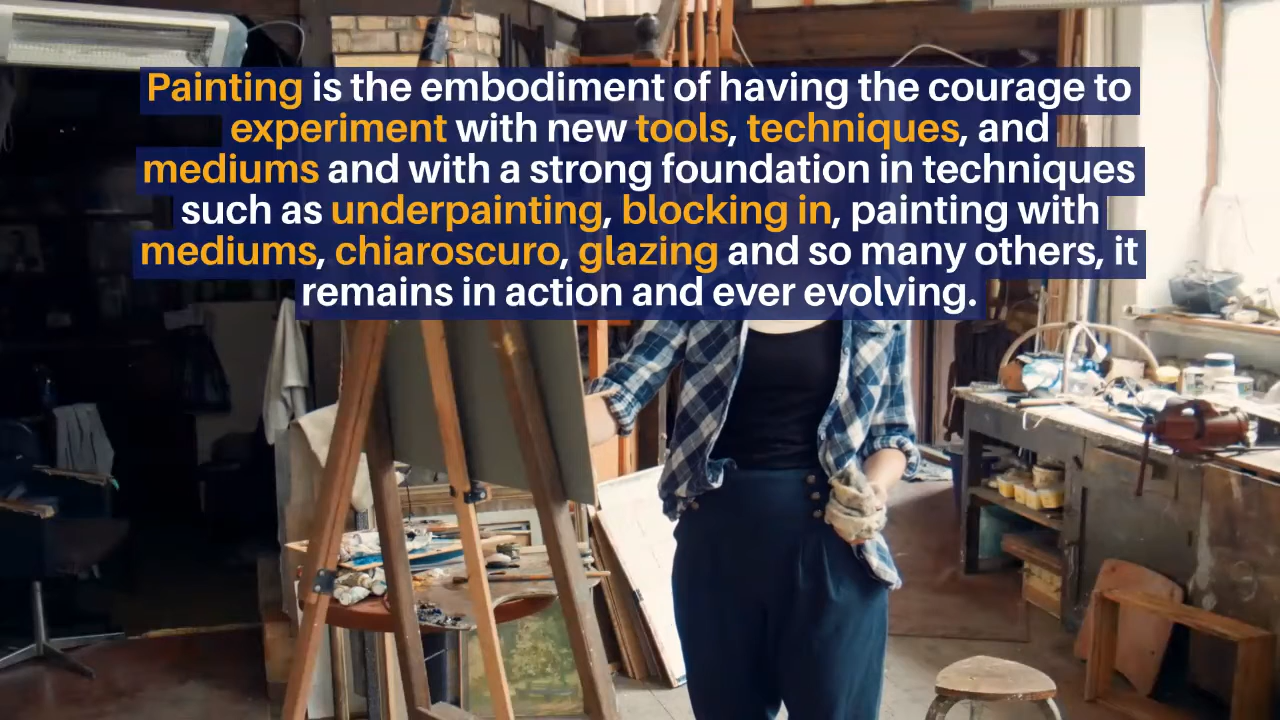 Painting is the embodiment of having the courage to
experiment with new tools, techniques, and
mediums and with a strong foundation in techniques
such as underpainting, blocking in, painting with
mediums, chiaroscuro, glazing and so many others, it
remains in action and ever evolving.